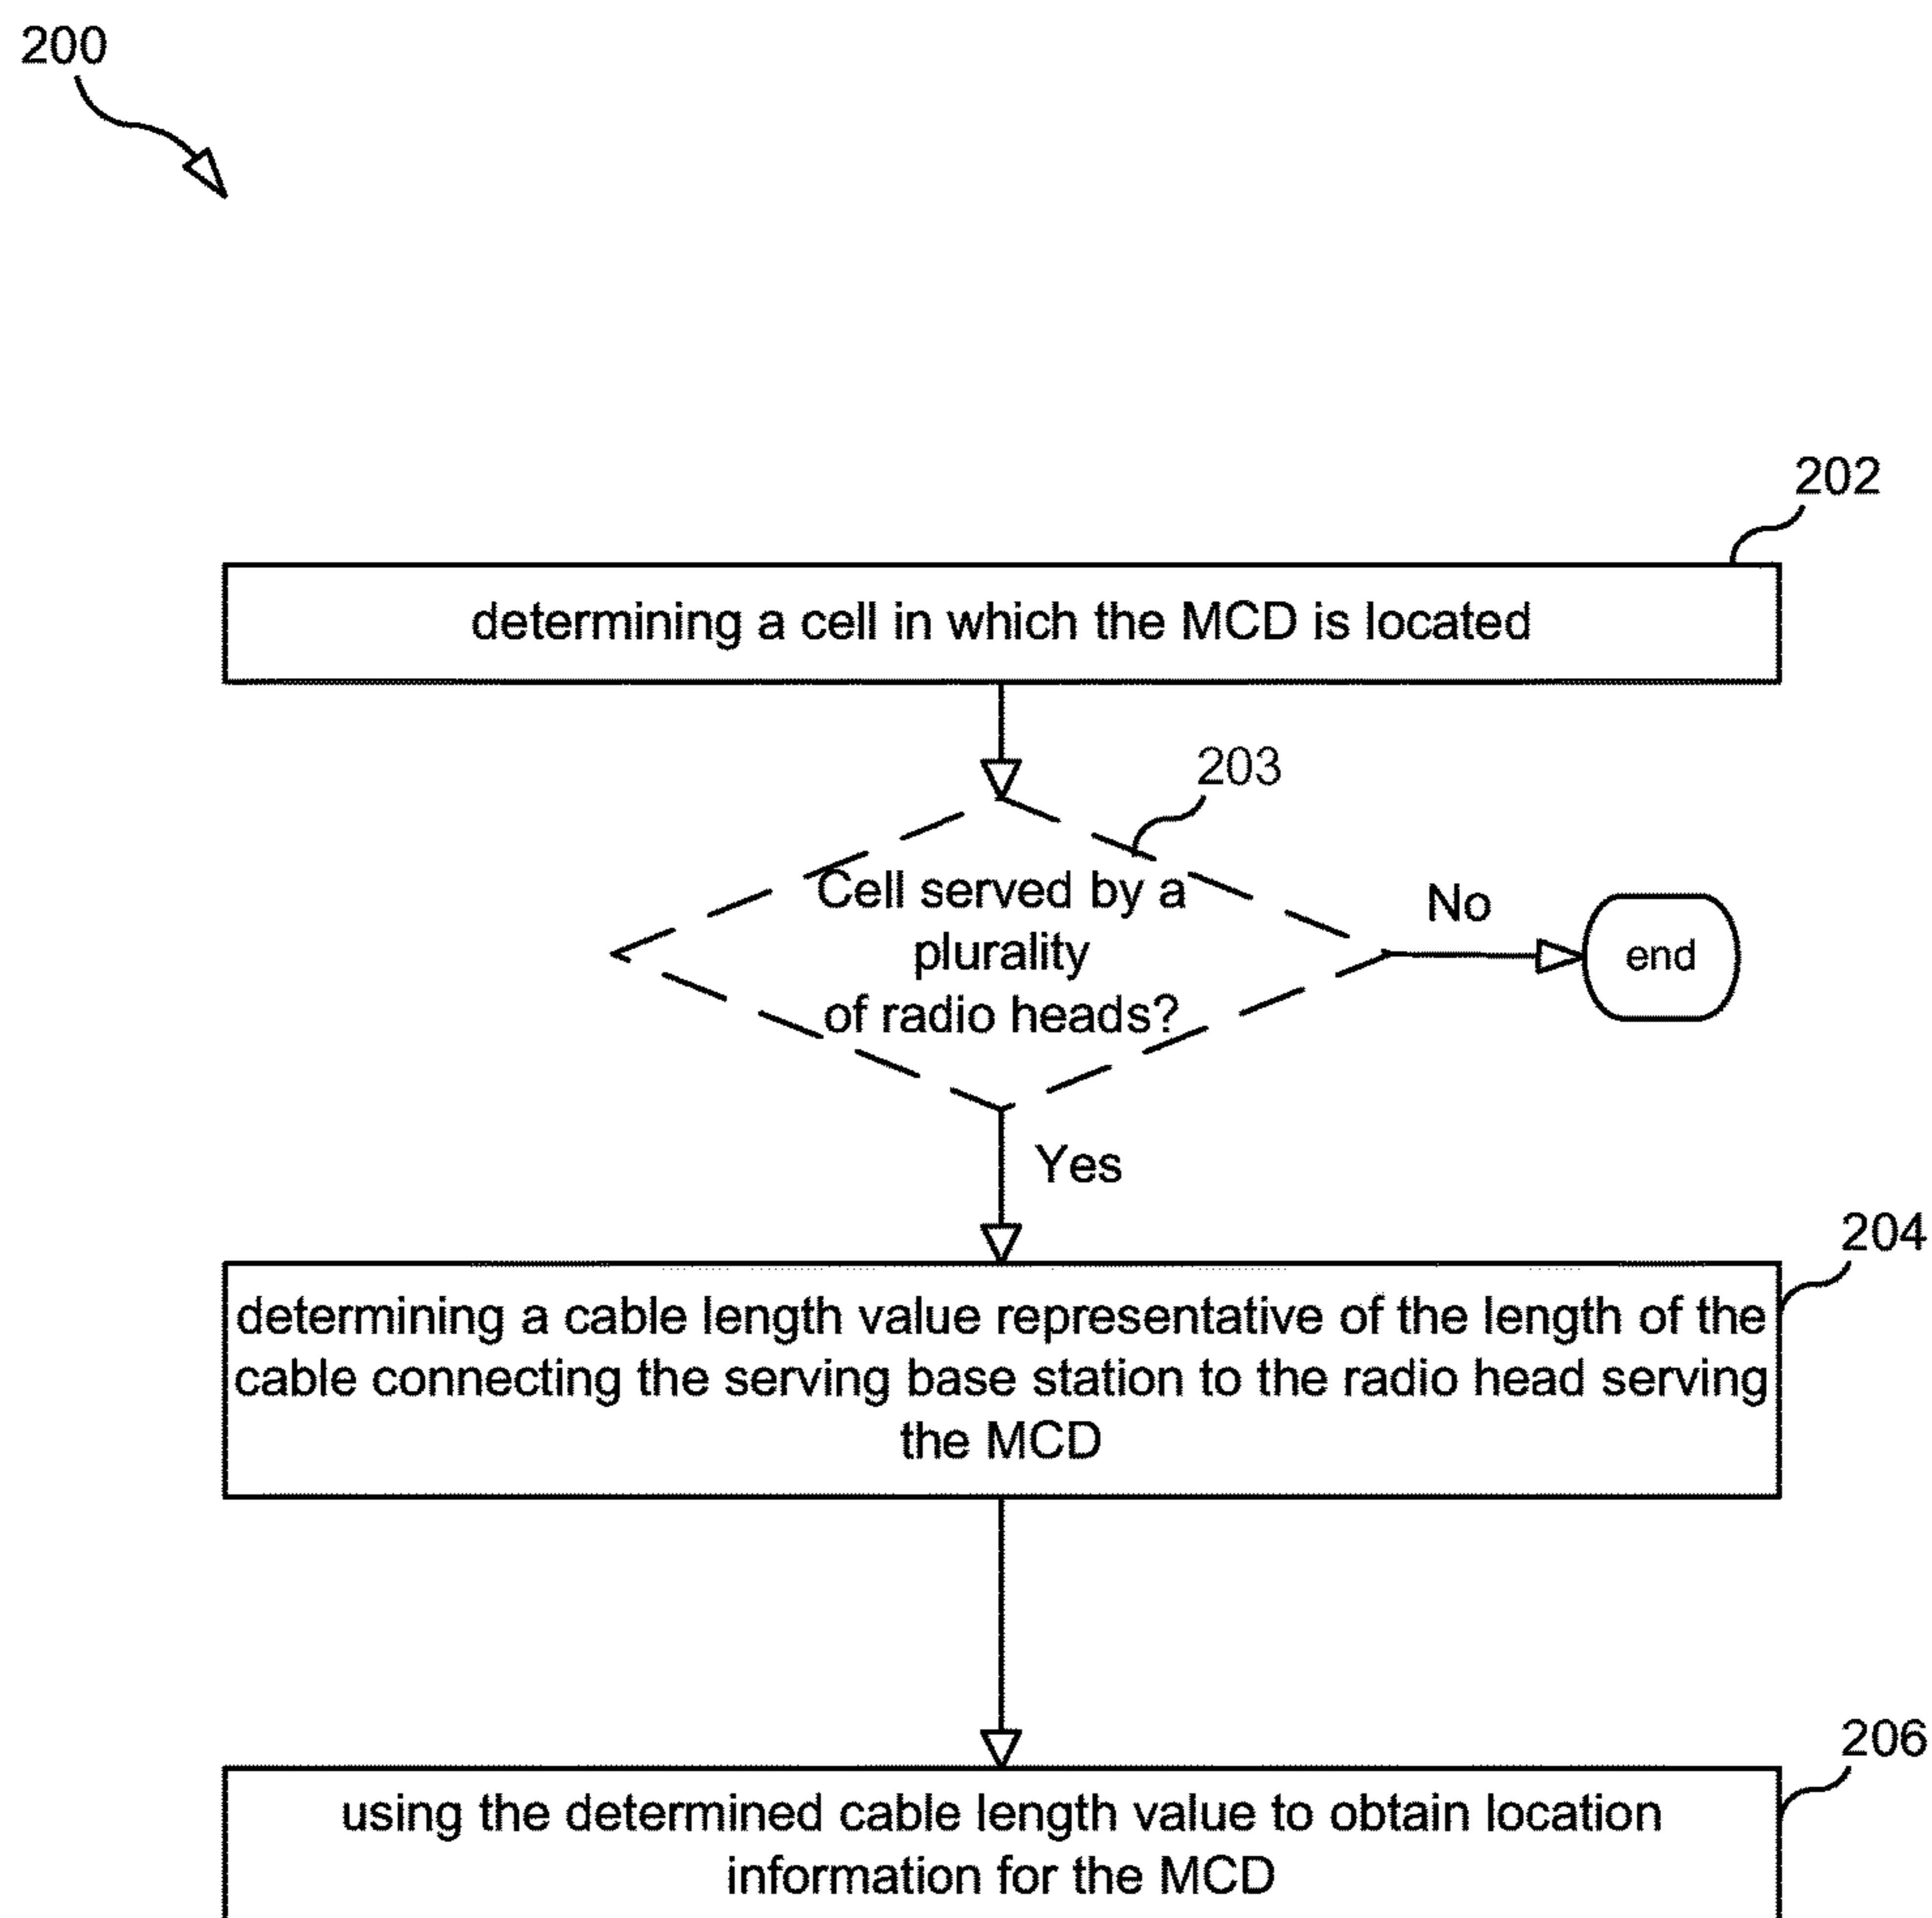 200
202
determining a cell in which the MCD is located
203
Cell served by a
plurality
of radio heads?
No
end
Yes
204
determining a cable length value representative of the length of the
cable connecting the serving base station to the radio head serving
the MCD
206
using the determined cable length value to obtain location
information for the MCD